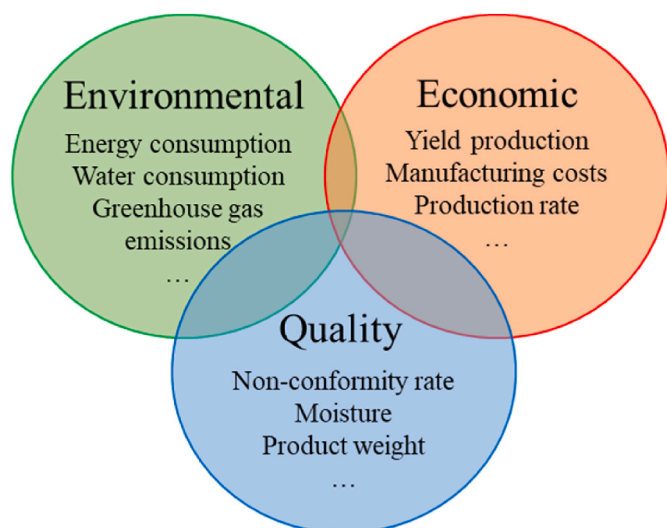 Environmental
Energy consumption
Water consumption
Greenhouse gas
emissions
…
Economic
Yield production
Manufacturing costs
Production rate
…
Quality
Non-conformity rate
Moisture
Product weight
…